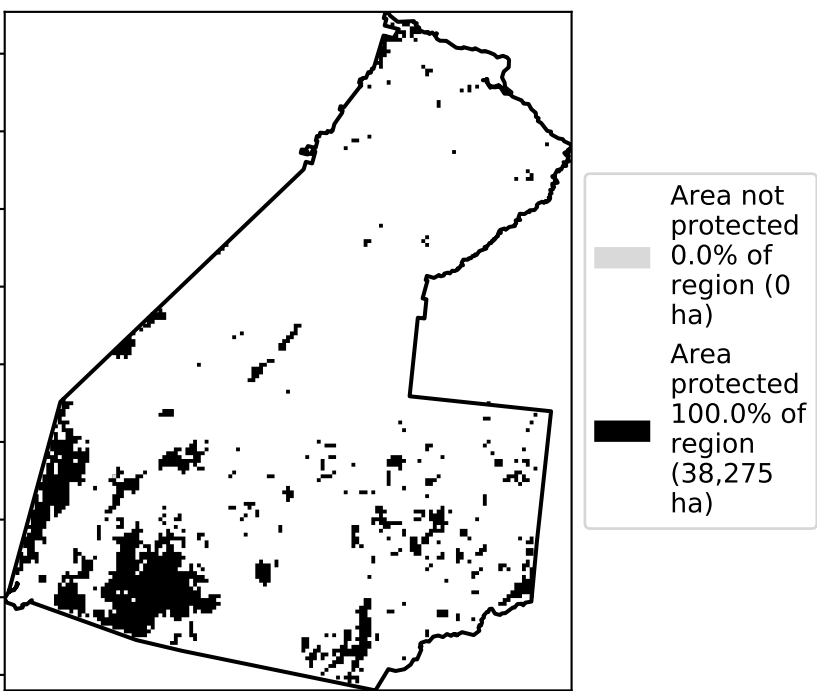 Area not
protected
0.0% of
region (0
ha)
Area
protected
100.0% of
region
(38,275
ha)